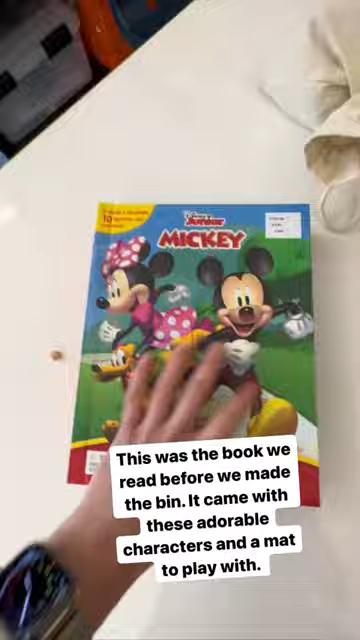 10
Disney
Junior
MICKEY
This was the book we
read before we made
the bin. It came with
these adorable
characters and a mat
to play with.